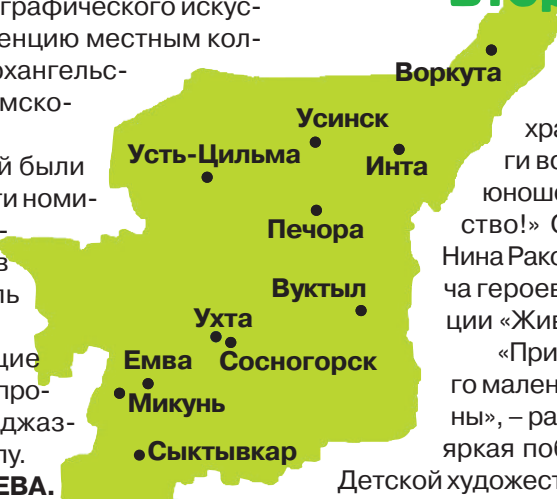 графического искус-
енцию местным кол-
рхангельс-
мско-
й были
ти номи-
-
в
ль
щие
про-
джаз-
лу.
ЕВА.
Воркута
Усинск
Усть-Цильма
Инта
Печора
Вуктыл
Ухта
Сосногорск
Емва
Микунь
Сыктывкар
хра
ги во
юноше
ство!» С
Нина Рако
ча героев
ции «Жив
«При
го мален
ны», – ра
яркая поб
Детской художест